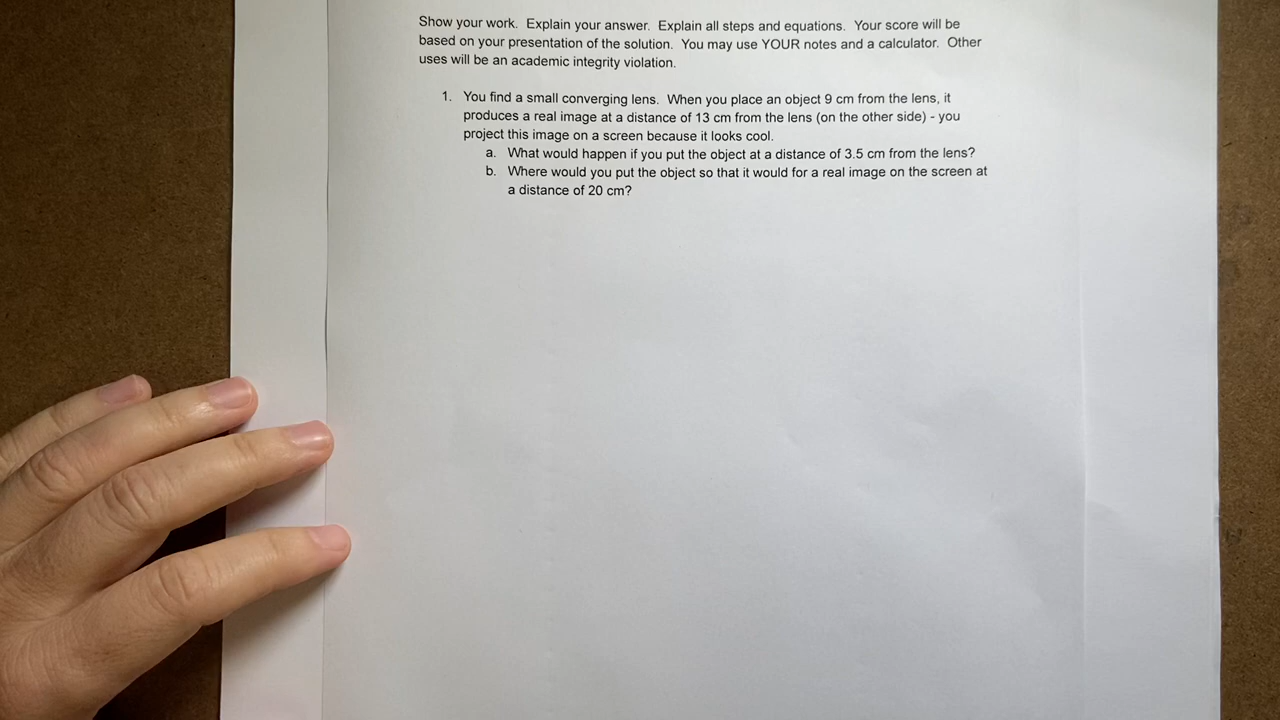 Show your work. Explain your answer. Explain all steps and equations. Your score will be
based on your presentation of the solution. You may use YOUR notes and a calculator. Other
uses will be an academic integrity violation.
1. You find a small converging lens. When you place an object 9 cm from the lens, it
produces a real image at a distance of 13 cm from the lens (on the other side) - you
project this image on a screen because it looks cool.
a. What would happen if you put the object at a distance of 3.5 cm from the lens?
b. Where would you put the object so that it would for a real image on the screen at
a distance of 20 cm?